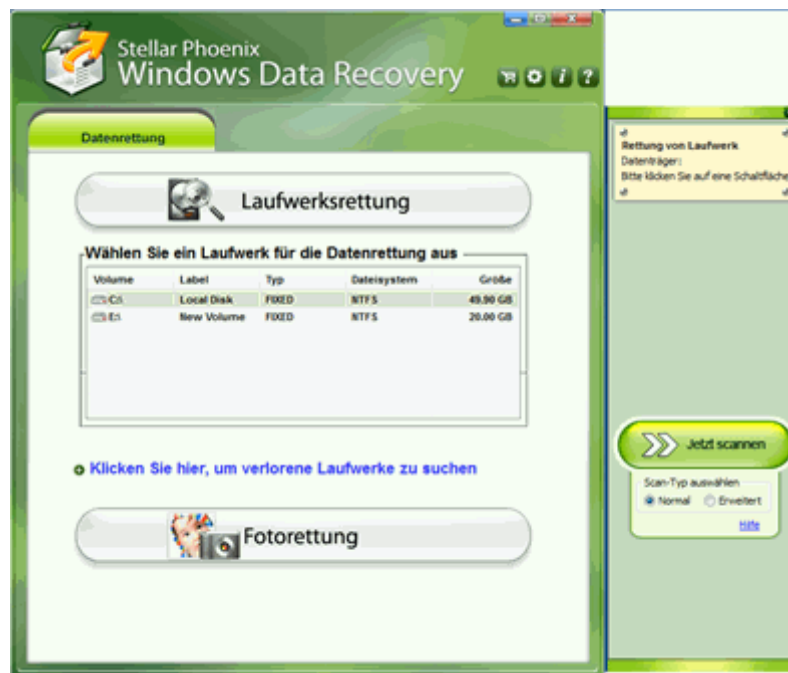 Stellar Phoenix
Windows Data Recovery
Datenrettung
Laufwerksrettung
Wählen Sie ein Laufwerk für die Datenrettung aus
Volume Label Typ Dateisystem Größe
C:\ Local Disk FIXED NTFS 49.90 GB
E:\ New Volume FIXED NTFS 20.00 GB
Klicken Sie hier, um verlorene Laufwerke zu suchen
Fotorettung
Rettung von Laufwerk
Datenträger:
Bitte klicken Sie auf eine Schaltfläche
Jetzt scannen
Scan-Typ auswählen
Normal Erweitert
Hilfe